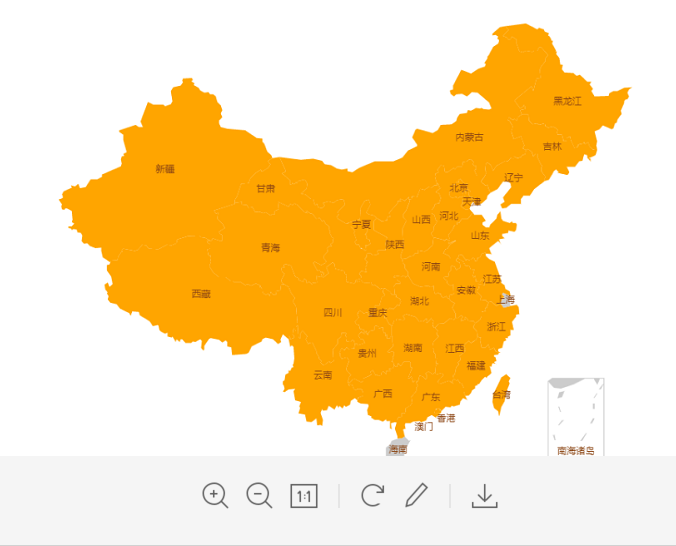 黑龙江
内蒙古
吉林
新疆
辽宁
甘肃
北京
天津
河北
山西
宁夏
山东
陕西
青海
河南
江苏
安徽
西藏
上海
湖北
四川
重庆
浙江
湖南
江西
贵州
福建
云南
广西
台湾
广东
香港
澳门
海南
南海诸岛
1:1